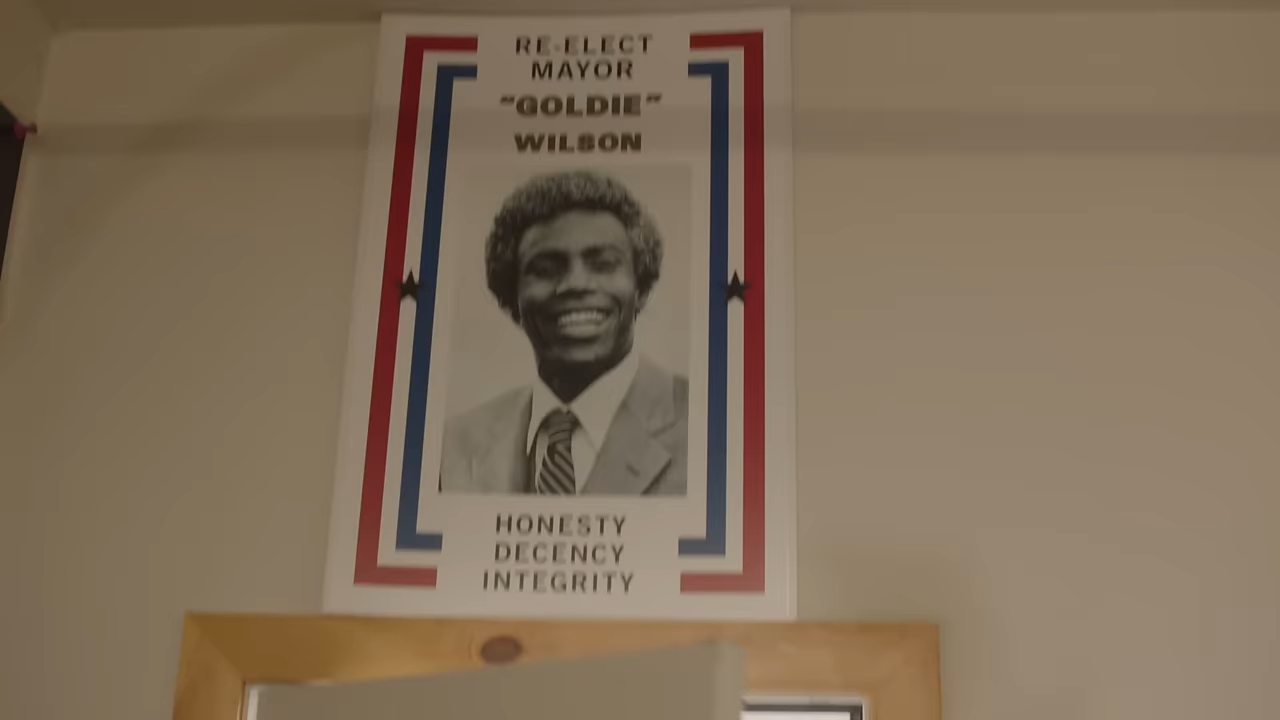 RE-ELECT
MAYOR
"GOLDIE"
WILSON
HONESTY
DECENCY
INTEGRITY